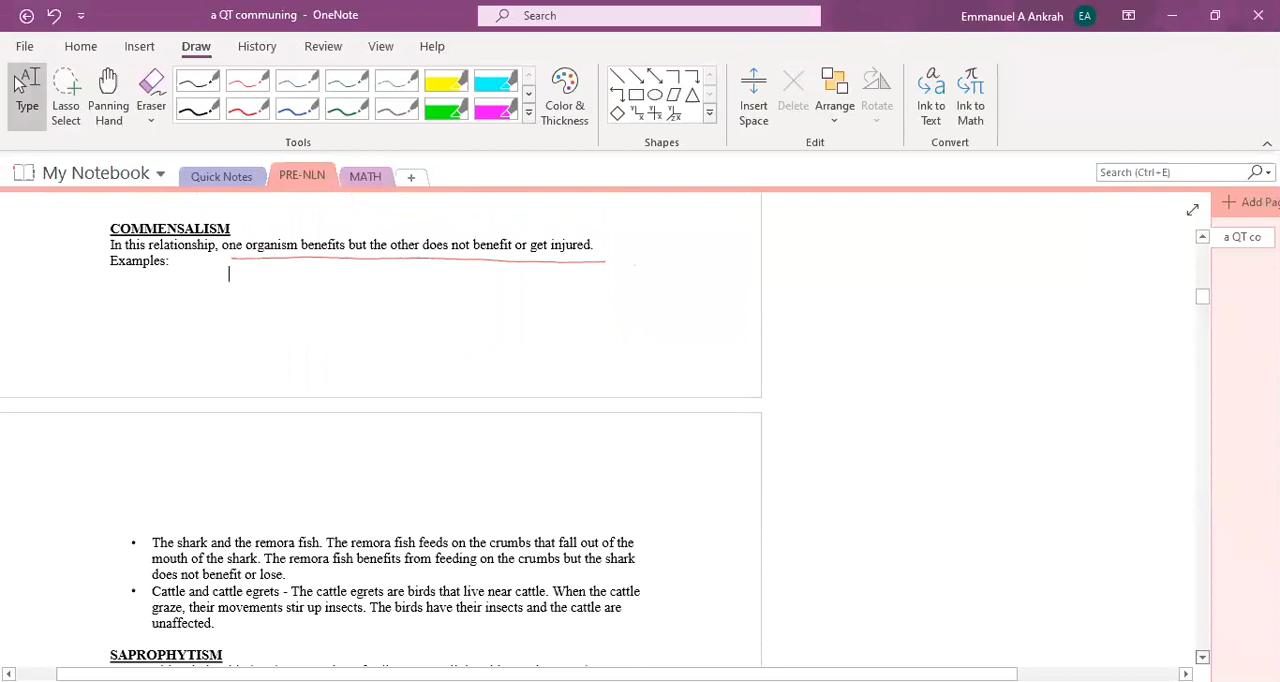 a QT communing - OneNote
Search
Emmanuel A Ankrah
EA
File
Home
Insert
Draw
History
Review
View
Help
Type
Lasso Select
Panning Hand
Eraser
Color & Thickness
Insert Space
Delete
Arrange
Rotate
Ink to Text
Ink to Math
Tools
Shapes
Edit
Convert
My Notebook
Quick Notes
PRE-NLN
MATH
Search (Ctrl+E)
Add Pag
a QT co
COMMENSALISM
In this relationship, one organism benefits but the other does not benefit or get injured.
Examples:
• The shark and the remora fish. The remora fish feeds on the crumbs that fall out of the
mouth of the shark. The remora fish benefits from feeding on the crumbs but the shark
does not benefit or lose.
• Cattle and cattle egrets - The cattle egrets are birds that live near cattle. When the cattle
graze, their movements stir up insects. The birds have their insects and the cattle are
unaffected.
SAPROPHYTISM